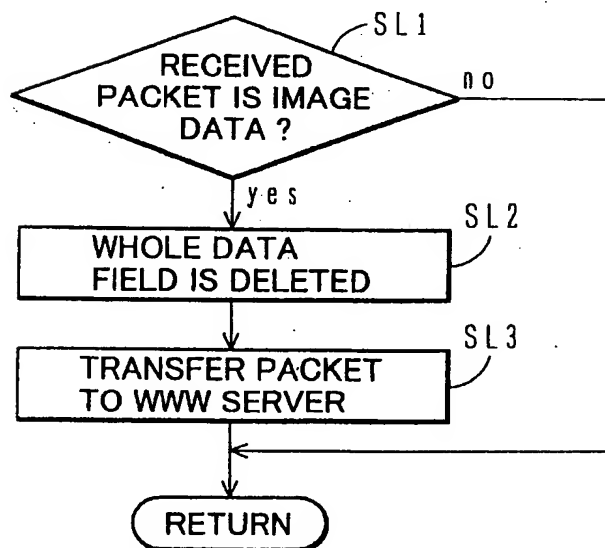 SL1
RECEIVED
PACKET IS IMAGE
DATA ?
no
yes
SL2
WHOLE DATA
FIELD IS DELETED
SL3
TRANSFER PACKET
TO WWW SERVER
RETURN